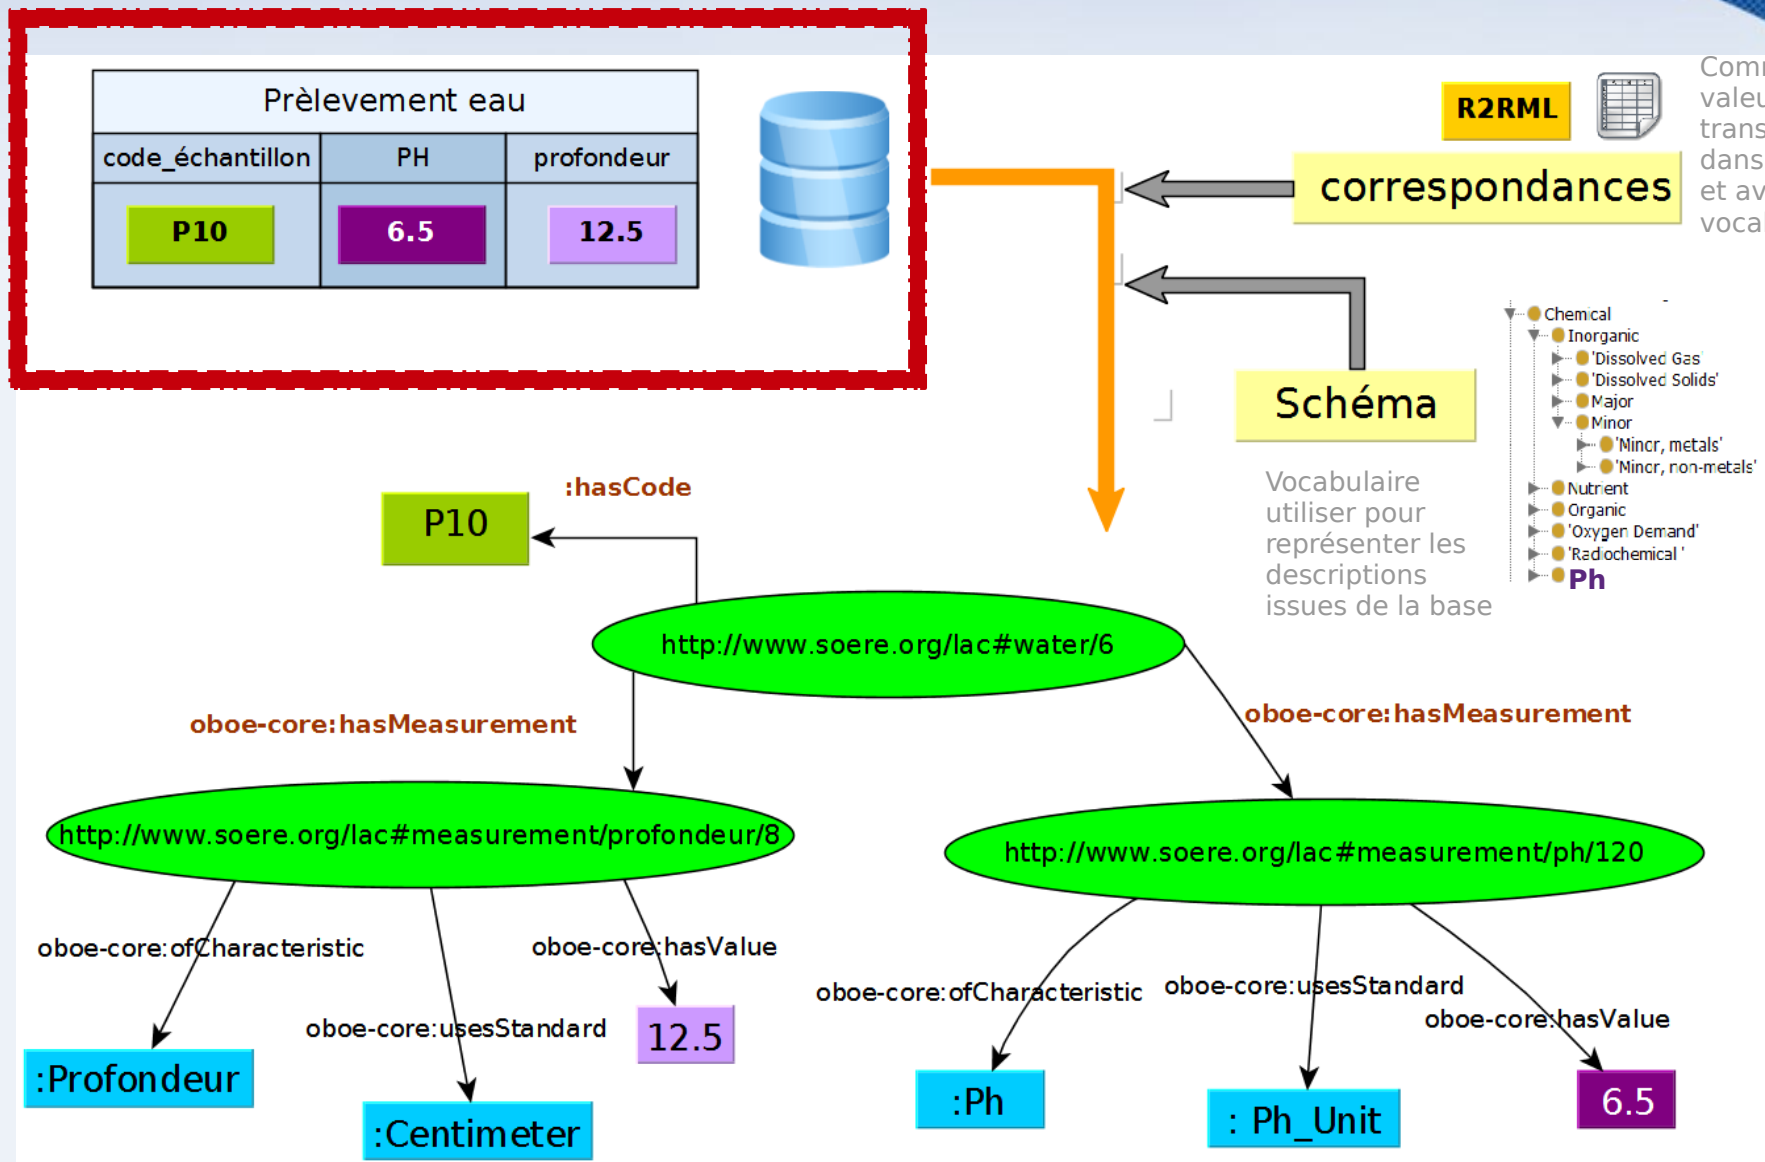 Prèlevement eau
code_échantillon PH profondeur
P10 6.5 12.5
R2RML
correspondances
dans
Schéma
Vocabulaire
utiliser pour
représenter les
descriptions
issues de la base
Chemical
Inorganic
'Dissolved Gas'
'Dissolved Solids'
Major
Minor
'Minor, metals'
'Minor, non-metals'
Nutrient
Organic
'Oxygen Demand'
'Radiochemical '
Ph
P10
:hasCode
http://www.soere.org/lac#water/6
oboe-core:hasMeasurement
oboe-core:hasMeasurement
http://www.soere.org/lac#measurement/profondeur/8
http://www.soere.org/lac#measurement/ph/120
oboe-core:ofCharacteristic
oboe-core:usesStandard
oboe-core:hasValue
:Profondeur
:Centimeter
12.5
oboe-core:ofCharacteristic
oboe-core:usesStandard
oboe-core:hasValue
:Ph
: Ph_Unit
6.5